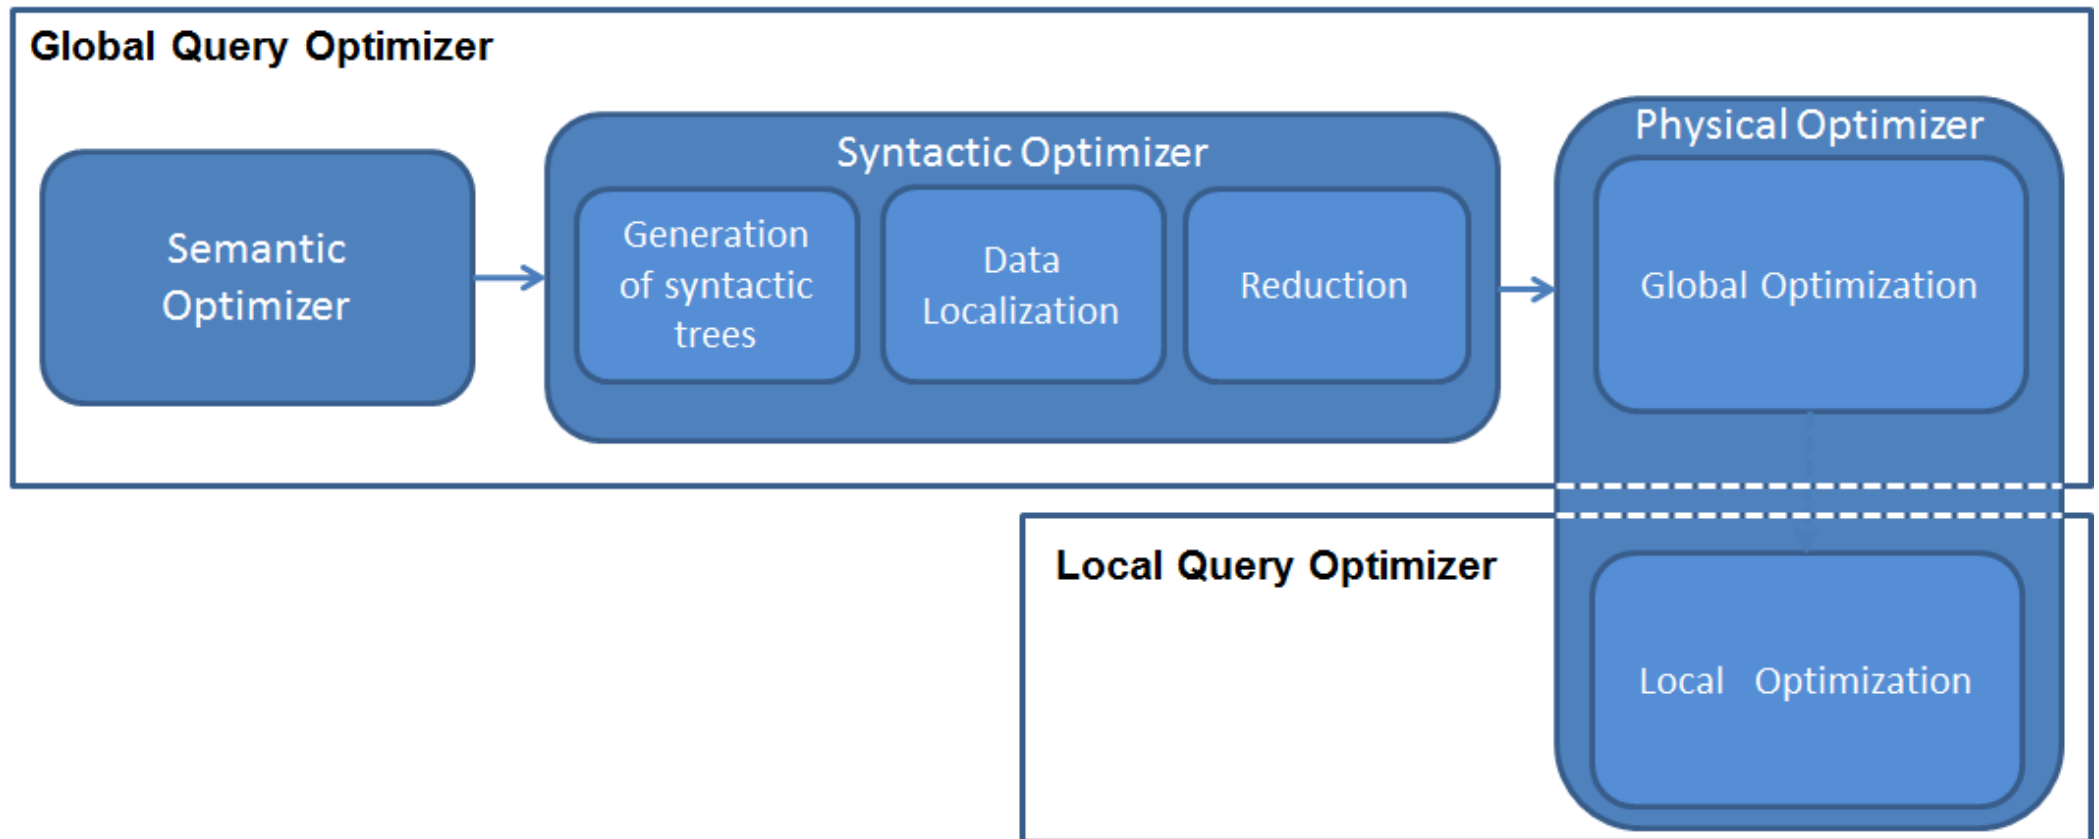 Global Query Optimizer
Semantic
Optimizer
Syntactic Optimizer
Generation
of syntactic
trees
Data
Localization
Reduction
Physical Optimizer
Global Optimization
Local Query Optimizer
Local Optimization